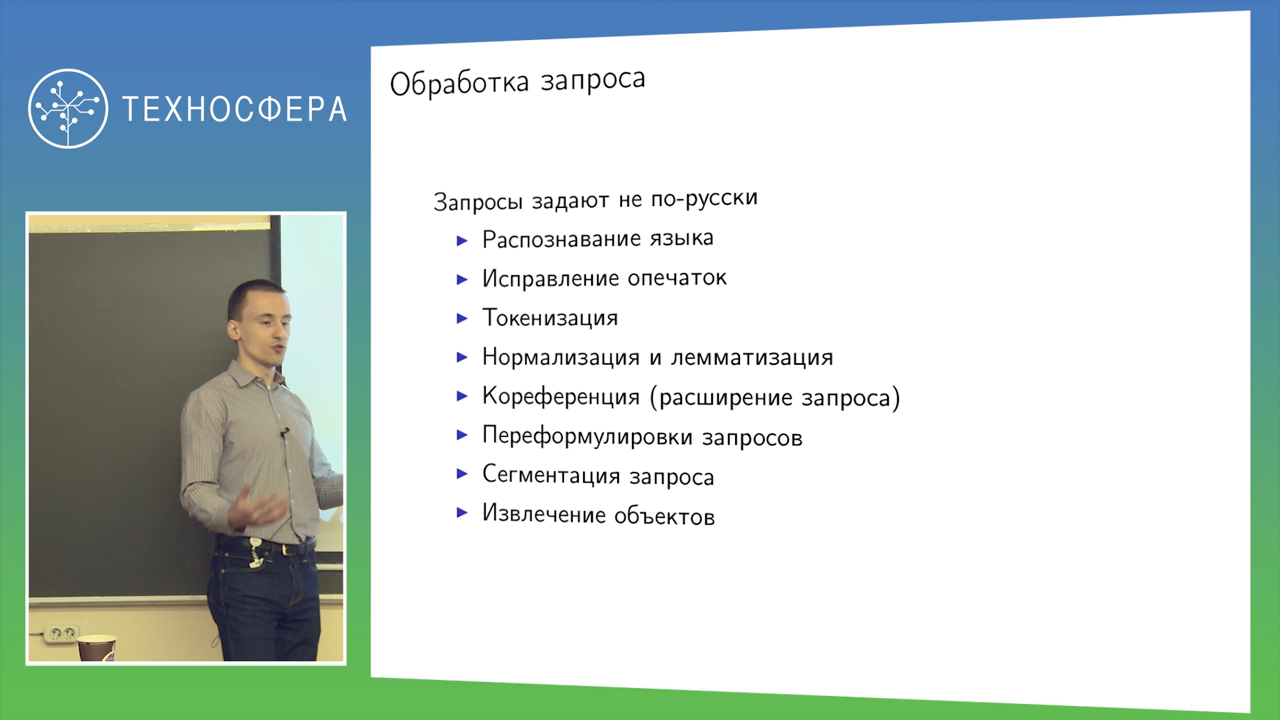 ТЕХНОСФЕРА
Обработка запроса
Запросы задают не по-русски
Распознавание языка
Исправление опечаток
Токенизация
Нормализация и лемматизация
Кореференция (расширение запроса)
Переформулировки запросов
Сегментация запроса
Извлечение объектов